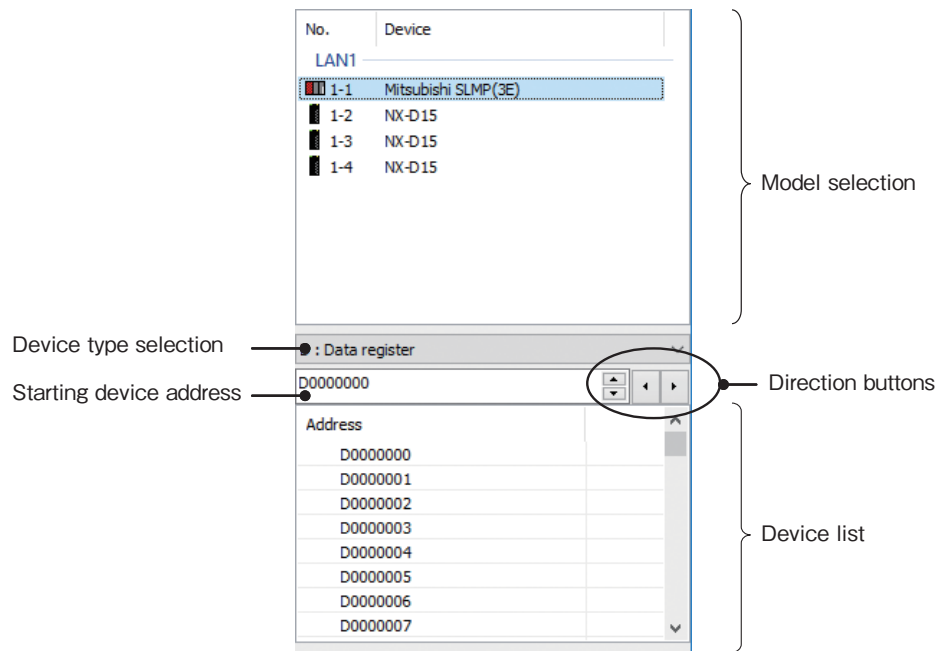 No. Device
LAN1
1-1 Mitsubishi SLMP(3E)
1-2 NX-D15
1-3 NX-D15
1-4 NX-D15
Model selection
Device type selection
: Data register
Starting device address
D0000000
Direction buttons
Address
D0000000
D0000001
D0000002
D0000003
D0000004
D0000005
D0000006
D0000007
Device list